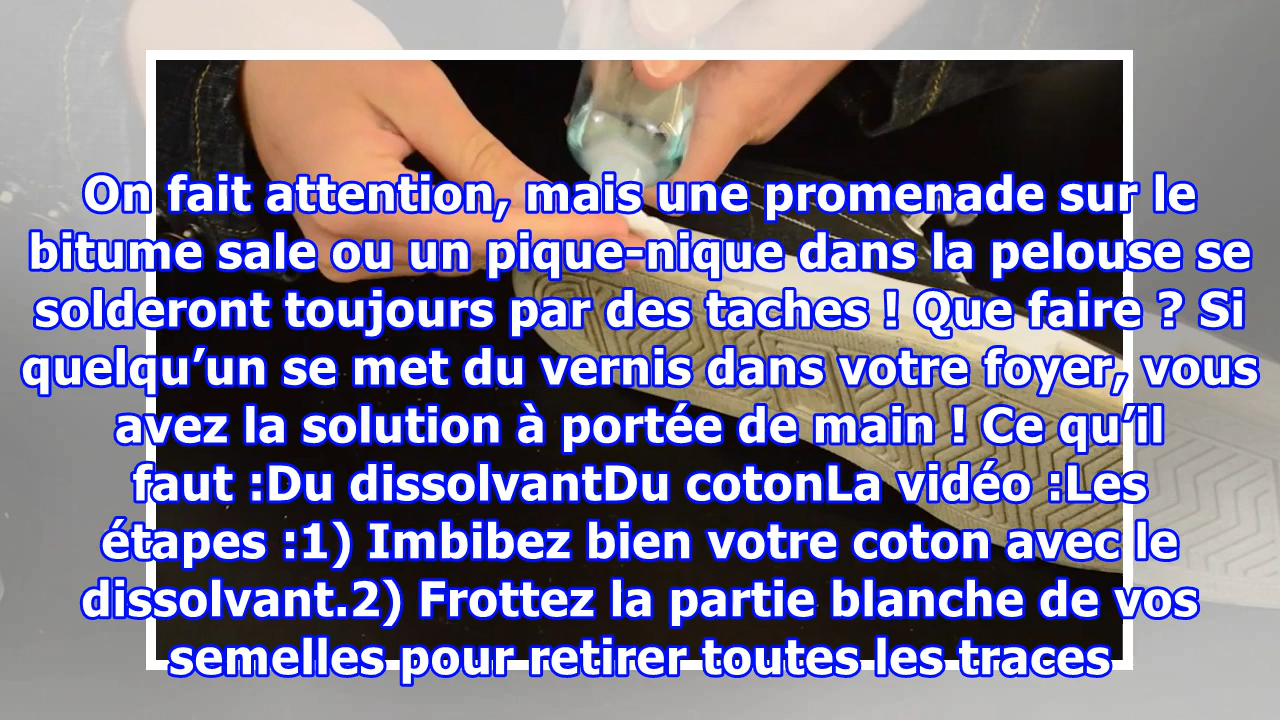 On fait attention, mais une promenade sur le
bitume sale ou un pique-nique dans la pelouse se
solderont toujours par des taches ! Que faire ? Si
quelqu’un se met du vernis dans votre foyer, vous
avez la solution à portée de main ! Ce qu’il
faut :Du dissolvantDu cotonLa vidéo :Les
étapes :1) Imbibez bien votre coton avec le
dissolvant.2) Frottez la partie blanche de vos
semelles pour retirer toutes les traces